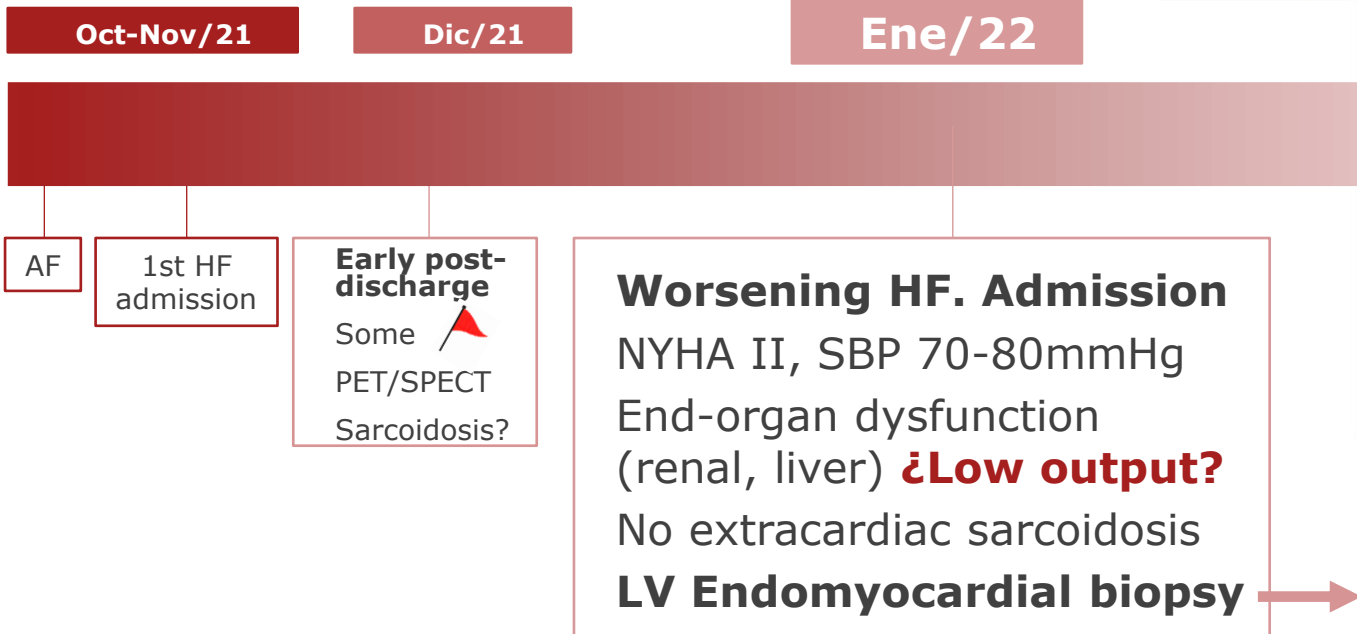 Oct-Nov/21
Dic/21
Ene/22
AF
1st HF
admission
Early post-
discharge
Some
PET/SPECT
Sarcoidosis?
Worsening HF. Admission
NYHA II, SBP 70-80mmHg
End-organ dysfunction
(renal, liver) ¿Low output?
No extracardiac sarcoidosis
LV Endomyocardial biopsy